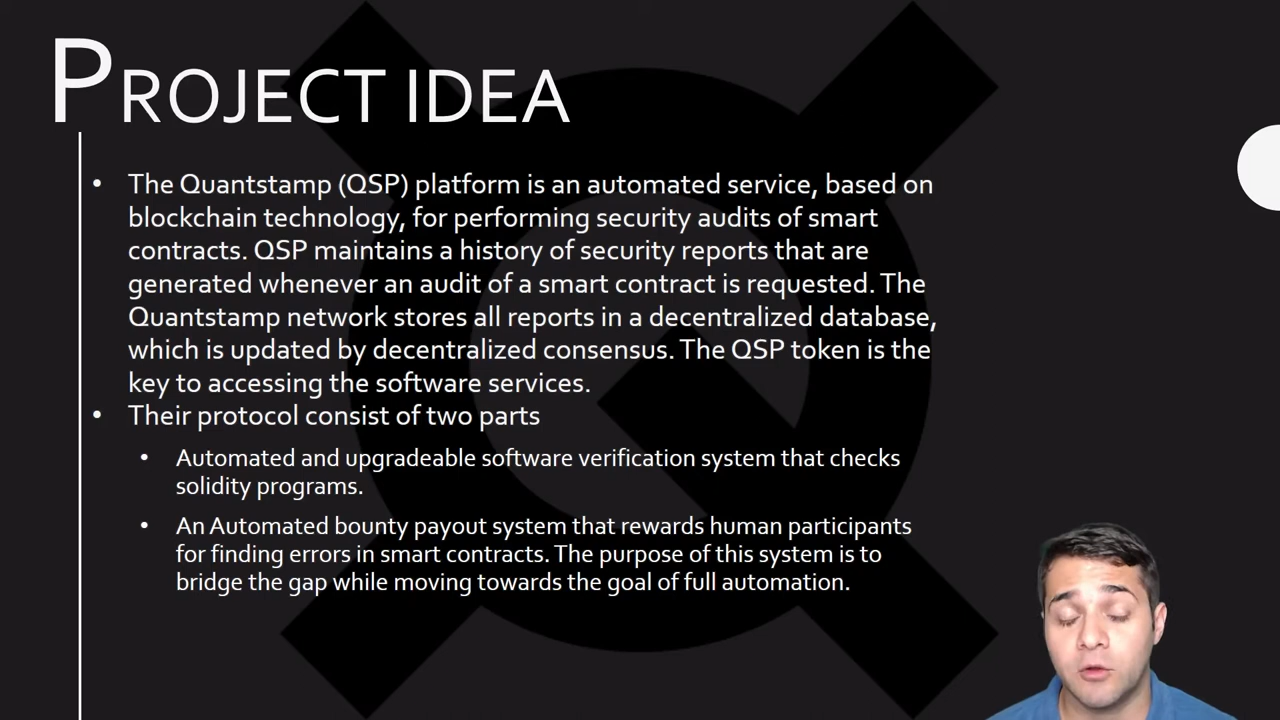 PROJECT IDEA
• The Quantstamp (QSP) platform is an automated service, based on
blockchain technology, for performing security audits of smart
contracts. QSP maintains a history of security reports that are
generated whenever an audit of a smart contract is requested. The
Quantstamp network stores all reports in a decentralized database,
which is updated by decentralized consensus. The QSP token is the
key to accessing the software services.
• Their protocol consist of two parts
• Automated and upgradeable software verification system that checks
solidity programs.
• An Automated bounty payout system that rewards human participants
for finding errors in smart contracts. The purpose of this system is to
bridge the gap while moving towards the goal of full automation.